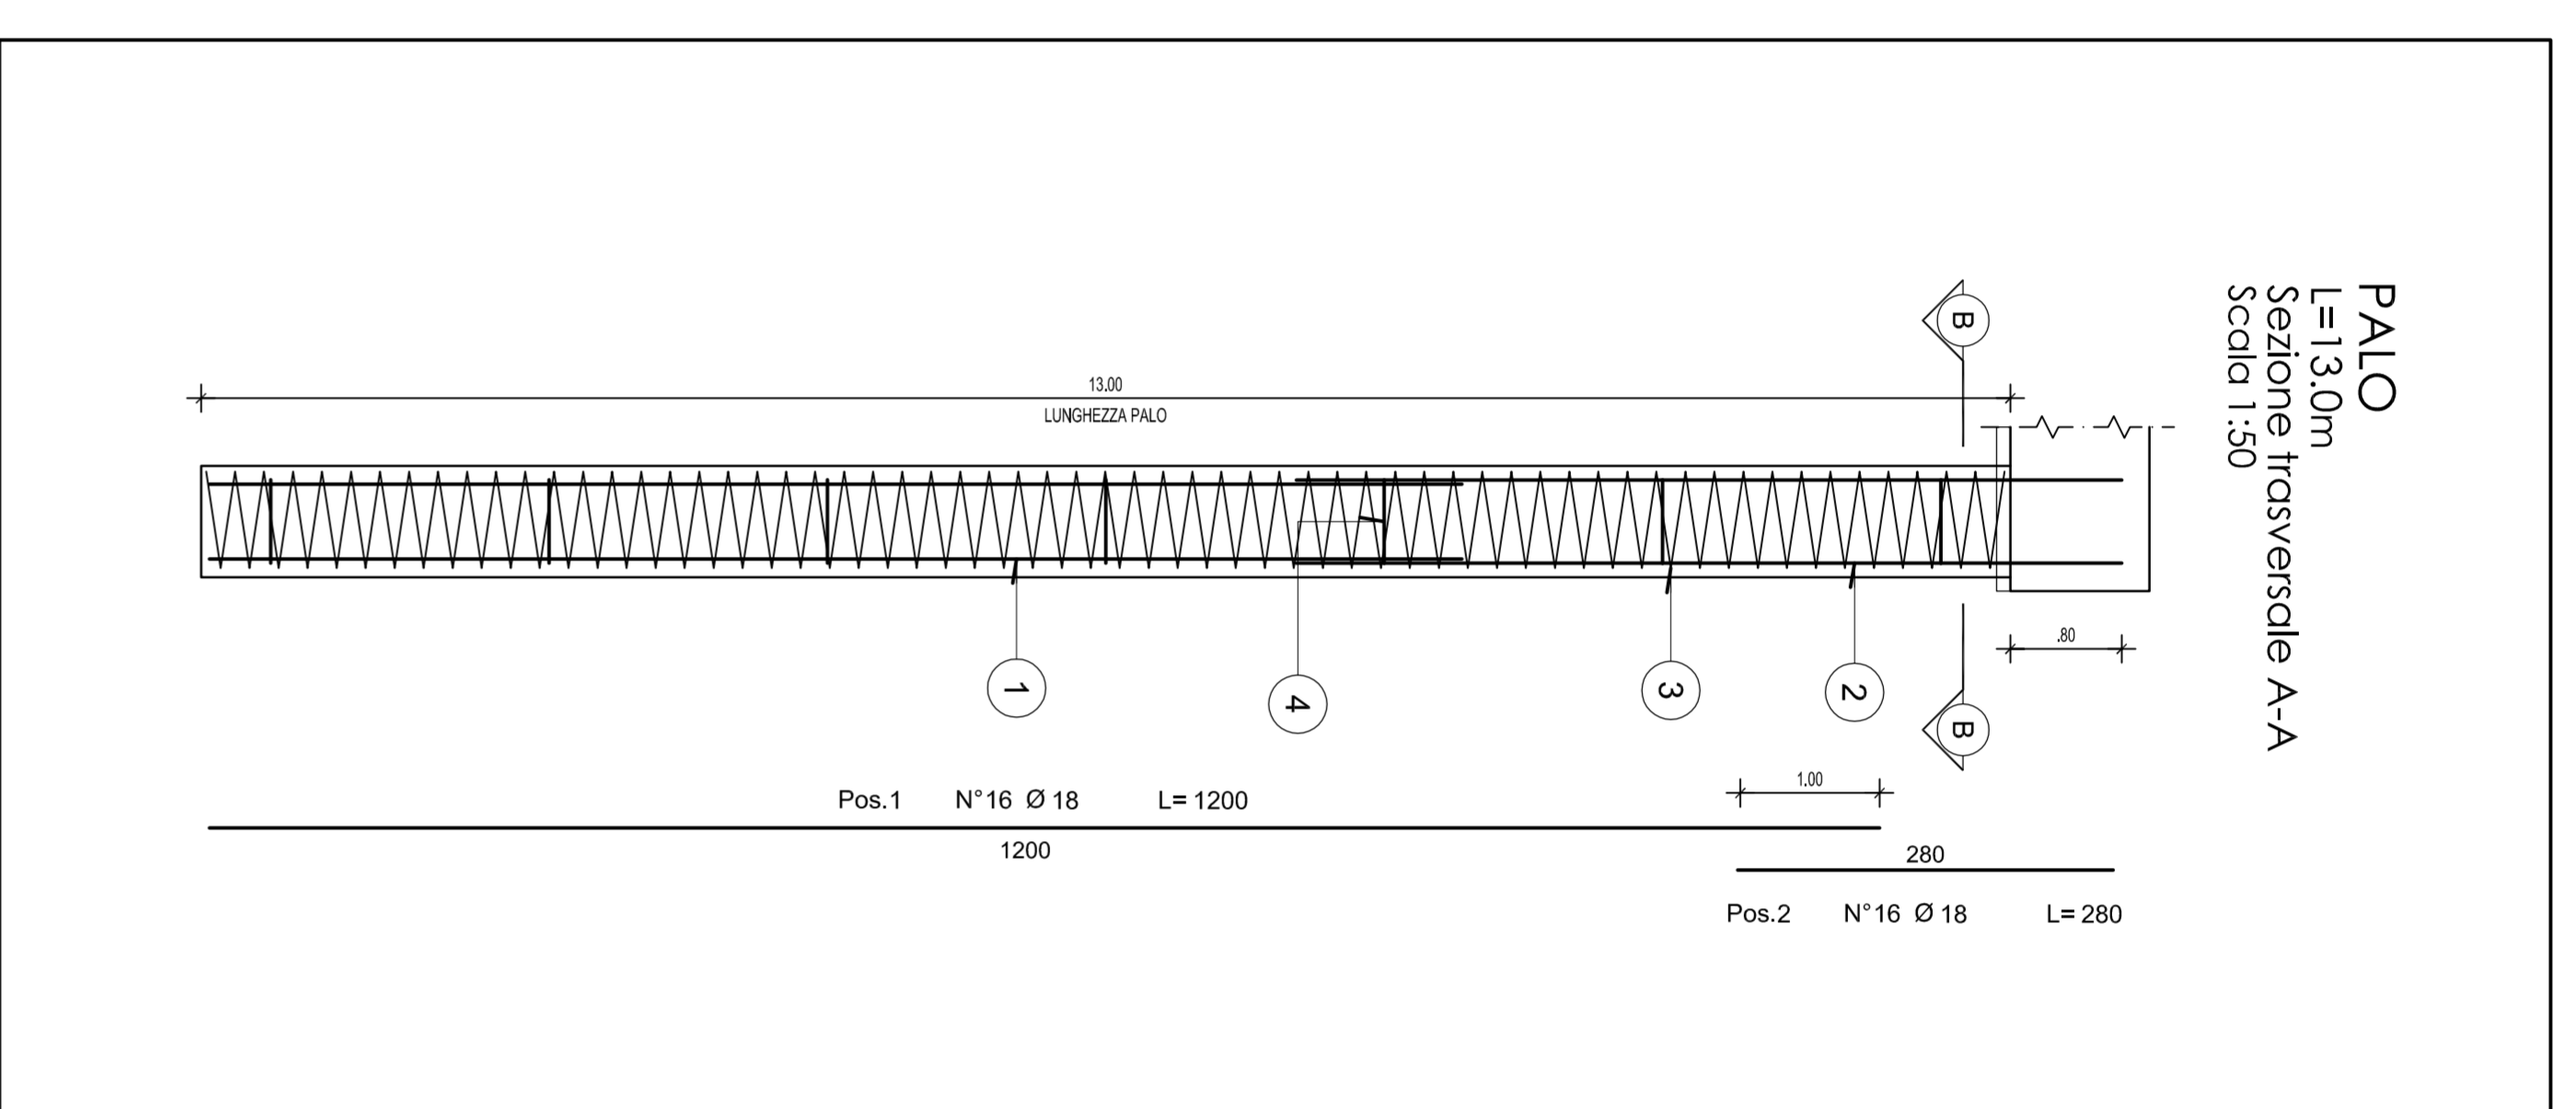 PALO
L=13.0m
Sezione trasversale A-A
Scala 1:50
B
13.00
LUNGHEZZA PALO
.80
1
4
3
2
B
1.00
Pos.1 N°16 Ø 18 L= 1200
1200
280
Pos.2 N°16 Ø 18 L= 280